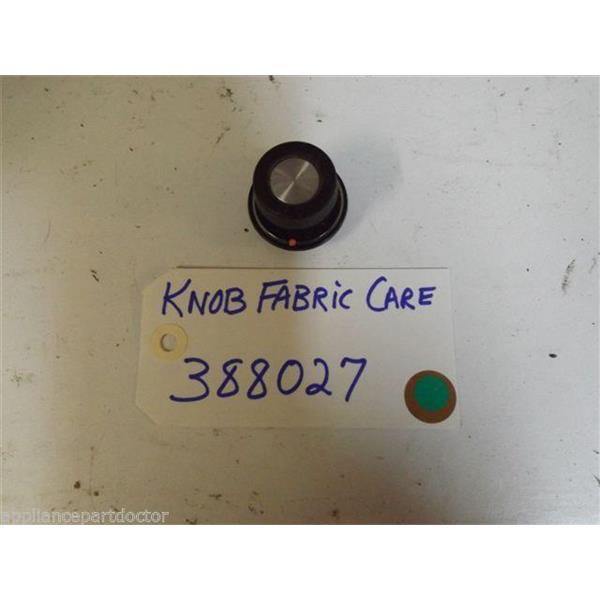 KNOB FABRIC CARE
388027
appliancepartdoctor